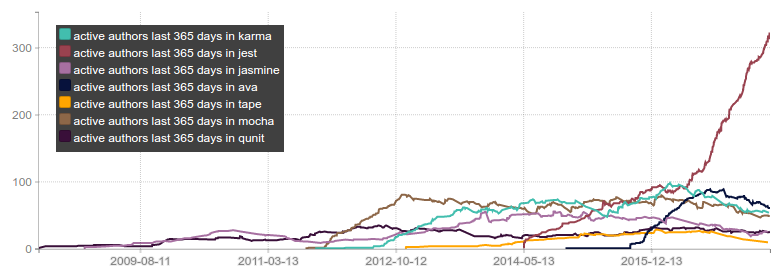 300
200
100
0
active authors last 365 days in karma
active authors last 365 days in jest
active authors last 365 days in jasmine
active authors last 365 days in ava
active authors last 365 days in tape
active authors last 365 days in mocha
active authors last 365 days in qunit
2009-08-11 2011-03-13 2012-10-12 2014-05-13 2015-12-13